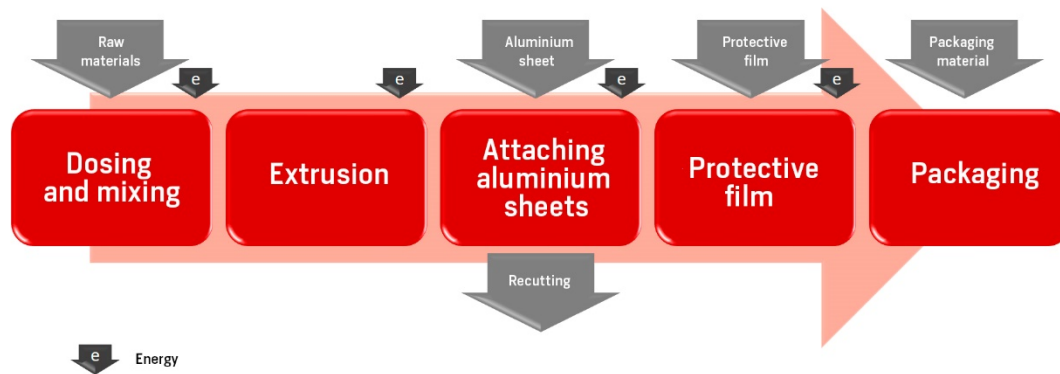 Raw
materials
e
e
Aluminium
sheet
e
Protective
film
e
Packaging
material
Dosing
and mixing
Extrusion
Attaching
aluminium
sheets
Protective
film
Packaging
Recutting
e Energy